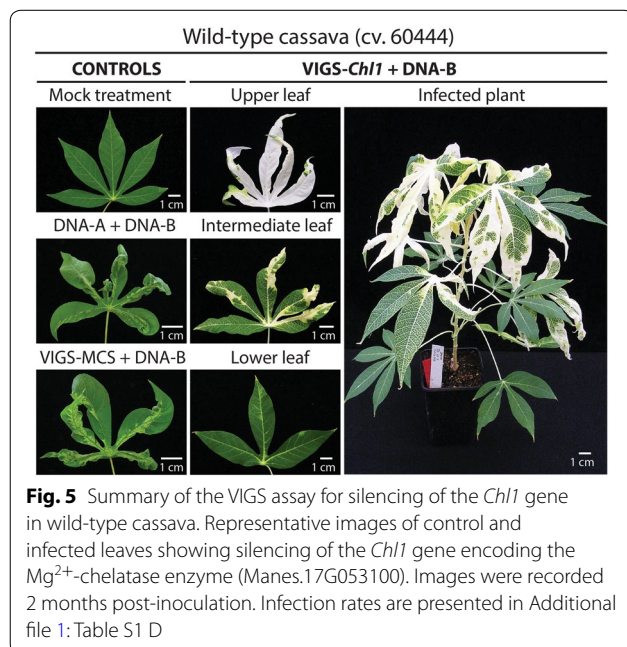 Wild-type cassava (cv. 60444)
CONTROLS
VIGS-Chl1 + DNA-B
Mock treatment
Upper leaf
Infected plant
1 cm
1 cm
DNA-A + DNA-B
Intermediate leaf
1 cm
1 cm
VIGS-MCS + DNA-B
Lower leaf
1 cm
1 cm
1 cm
Fig. 5 Summary of the VIGS assay for silencing of the Chl1 gene
in wild-type cassava. Representative images of control and
infected leaves showing silencing of the Chl1 gene encoding the
Mg2+-chelatase enzyme (Manes.17G053100). Images were recorded
2 months post-inoculation. Infection rates are presented in Additional
file 1: Table S1 D